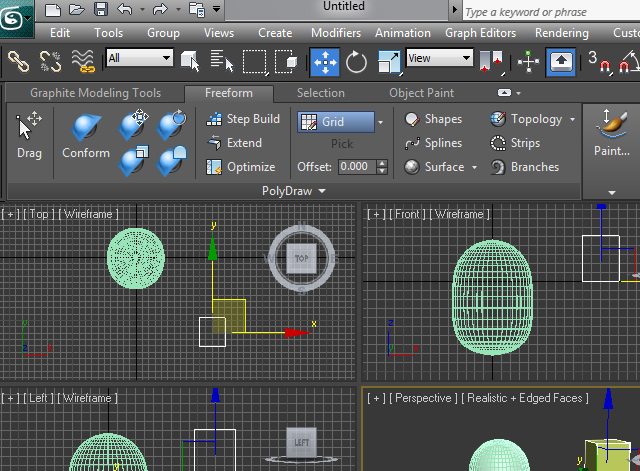 Untitled
Type a keyword or phrase
Edit Tools Group Views Create Modifiers Animation Graph Editors Rendering Custo
All View 3
Graphite Modeling Tools Freeform Selection Object Paint
Drag Conform Step Build Grid Shapes Topology Paint...
Extend Pick Splines Strips
Optimize Offset: 0.000 Surface Branches
PolyDraw
[ + ] [ Top ] [ Wireframe ] [ + ] [ Front ] [ Wireframe ]
y
N
W TOP E
S
x
z
x x
[ + ] [ Left ] [ Wireframe ] [ + ] [ Perspective ] [ Realistic + Edged Faces ]
LEFT
y